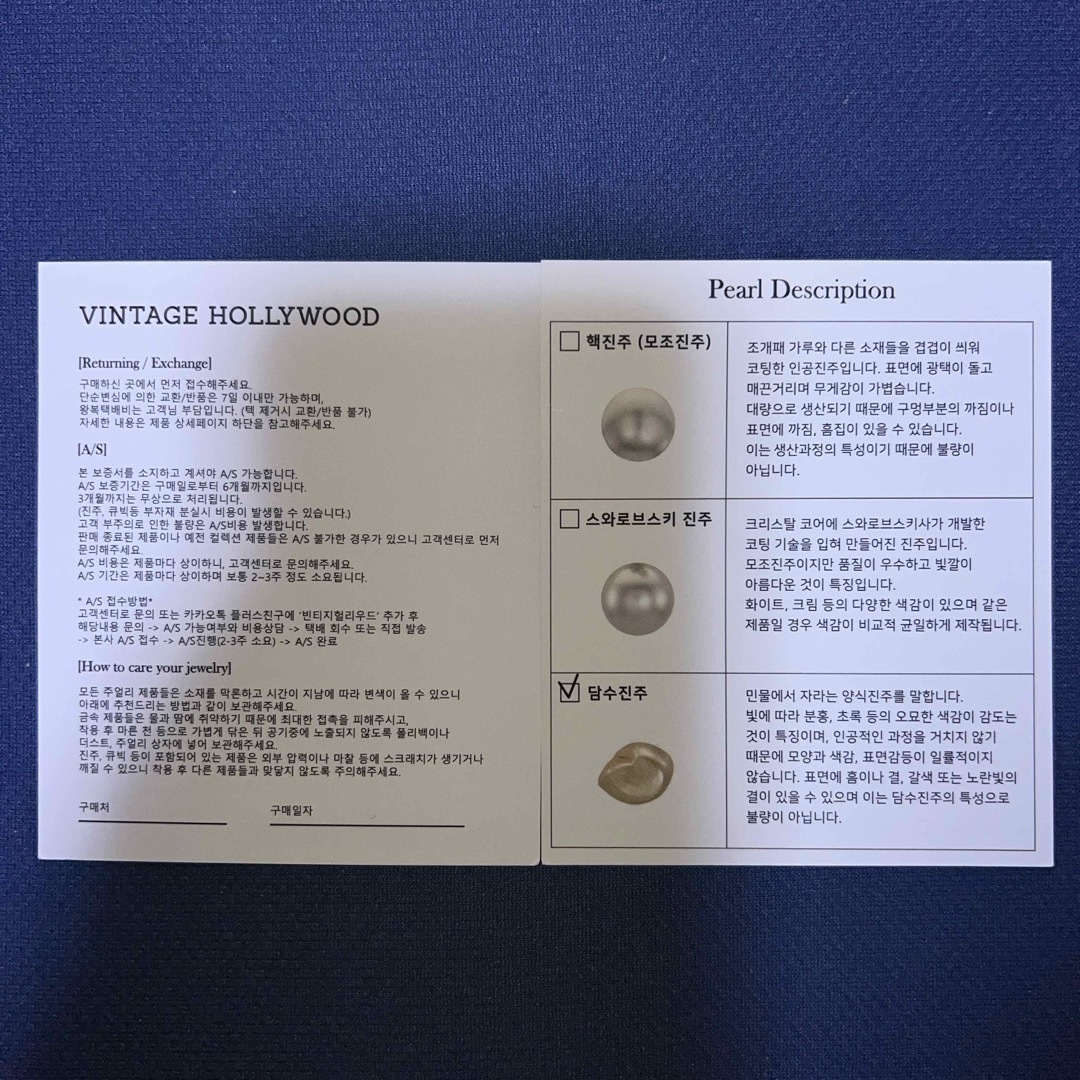 VINTAGE HOLLYWOOD
[Returning / Exchange]
구매하신 곳에서 먼저 접수해주세요.
단순변심에 의한 교환/반품은 7일 이내만 가능하며,
왕복택배비는 고객님 부담입니다. (텍 제거시 교환/반품 불가)
자세한 내용은 제품 상세페이지 하단을 참고해주세요.
[A/S]
본 보증서를 소지하고 계셔야 A/S 가능합니다.
A/S 보증기간은 구매일로부터 6개월까지입니다.
3개월까지는 무상으로 처리됩니다.
(진주, 큐빅등 부자재 분실시 비용이 발생할 수 있습니다.)
고객 부주의로 인한 불량은 A/S비용 발생합니다.
판매 종료된 제품이나 예전 컬렉션 제품들은 A/S 불가한 경우가 있으니 고객센터로 먼저
문의해주세요.
A/S 비용은 제품마다 상이하니, 고객센터로 문의해주세요.
A/S 기간은 제품마다 상이하며 보통 2~3주 정도 소요됩니다.
* A/S 접수방법*
고객센터로 문의 또는 카카오톡 플러스친구에 '빈티지헐리우드' 추가 후
해당내용 문의 -> A/S 가능여부와 비용상담 -> 택배 회수 또는 직접 발송
-> 본사 A/S 접수 -> A/S진행(2-3주 소요) -> A/S 완료
[How to care your jewelry]
모든 주얼리 제품들은 소재를 막론하고 시간이 지남에 따라 변색이 올 수 있으니
아래에 추천드리는 방법과 같이 보관해주세요.
금속 제품들은 물과 땀에 취약하기 때문에 최대한 접촉을 피해주시고,
착용 후 마른 천 등으로 가볍게 닦은 뒤 공기중에 노출되지 않도록 폴리백이나
더스트, 주얼리 상자에 넣어 보관해주세요.
진주, 큐빅 등이 포함되어 있는 제품은 외부 압력이나 마찰 등에 스크래치가 생기거나
깨질 수 있으니 착용 후 다른 제품들과 맞닿지 않도록 주의해주세요.
구매처 구매일자
Pearl Description
핵진주 (모조진주)
조개패 가루와 다른 소재들을 겹겹이 씌워
코팅한 인공진주입니다. 표면에 광택이 돌고
매끈거리며 무게감이 가볍습니다.
대량으로 생산되기 때문에 구멍부분의 까짐이나
표면에 까짐, 흠집이 있을 수 있습니다.
이는 생산과정의 특성이기 때문에 불량이
아닙니다.
스와로브스키 진주
크리스탈 코어에 스와로브스키사가 개발한
코팅 기술을 입혀 만들어진 진주입니다.
모조진주이지만 품질이 우수하고 빛깔이
아름다운 것이 특징입니다.
화이트, 크림 등의 다양한 색감이 있으며 같은
제품일 경우 색감이 비교적 균일하게 제작됩니다.
담수진주
민물에서 자라는 양식진주를 말합니다.
빛에 따라 분홍, 초록 등의 오묘한 색감이 감도는
것이 특징이며, 인공적인 과정을 거치지 않기
때문에 모양과 색감, 표면감등이 일률적이지
않습니다. 표면에 흠이나 결, 갈색 또는 노란빛의
결이 있을 수 있으며 이는 담수진주의 특성으로
불량이 아닙니다.